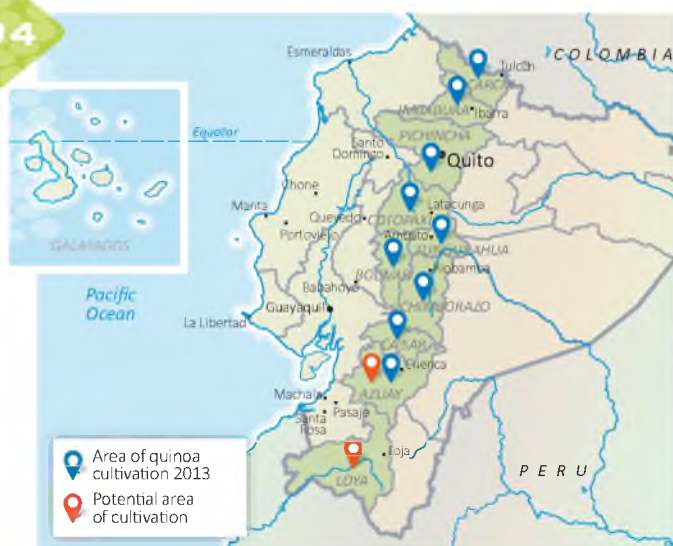 04
Esmeraldas
COLOMBIA
Tulcán
CARCHI
IMBABURA
Ibarra
Equator
PICHINCHA
Santo
Domingo
Quito
Chone
Manta
Portoviejo
Quevedo
COTOPAXI
Latacunga
Ambato
TUNGURAHUA
GALAPAGOS
BOLIVAR
Riobamba
Babahoyo
CHIMBORAZO
Pacific
Ocean
Guayaquil
La Libertad
CAÑAR
Cuenca
Machala
AZUAY
Pasaje
Santa
Rosa
Loja
LOYA
PERU
Area of quinoa
cultivation 2013
Potential area
of cultivation